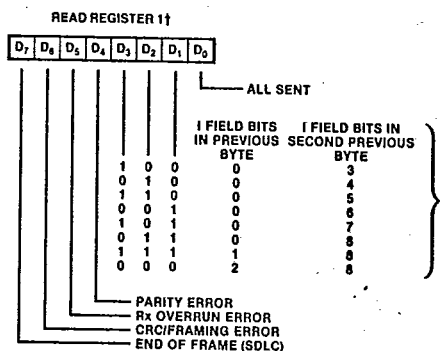 READ REGISTER 1†
D7 D6 D5 D4 D3 D2 D1 D0
ALL SENT
I FIELD BITS IN PREVIOUS BYTE
I FIELD BITS IN SECOND PREVIOUS BYTE
1 0 0 0 3
0 1 0 0 4
1 1 0 0 5
0 0 1 0 6
1 0 1 0 7
0 1 1 0 8
1 1 1 1 8
0 0 0 2 8
PARITY ERROR
Rx OVERRUN ERROR
CRC/FRAMING ERROR
END OF FRAME (SDLC)